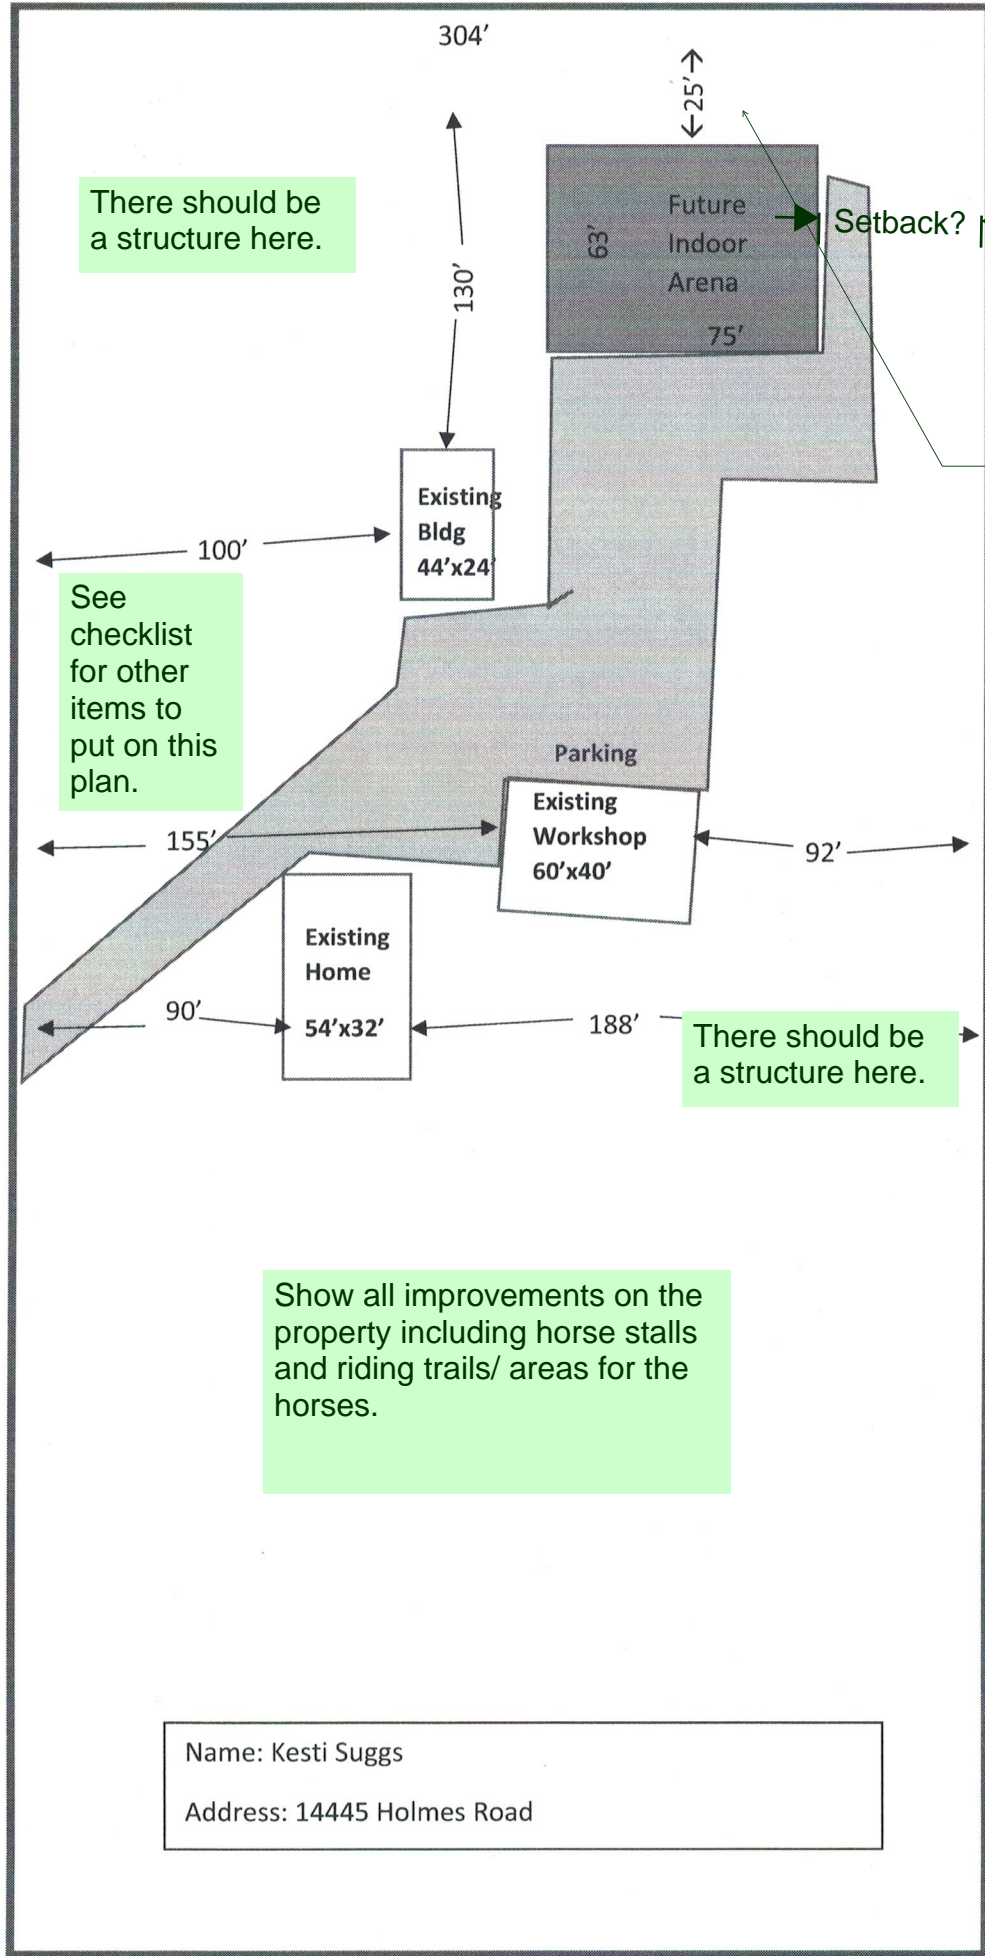 304'
←25'→
There should be
a structure here.
130'
63'
Future
Indoor
Arena
75'
Setback?
Existing
Bldg
44'x24'
100'
See
checklist
for other
items to
put on this
plan.
Parking
155'
Existing
Workshop
60'x40'
92'
Existing
Home
54'x32'
90'
188'
There should be
a structure here.
Show all improvements on the
property including horse stalls
and riding trails/ areas for the
horses.
Name: Kesti Suggs
Address: 14445 Holmes Road